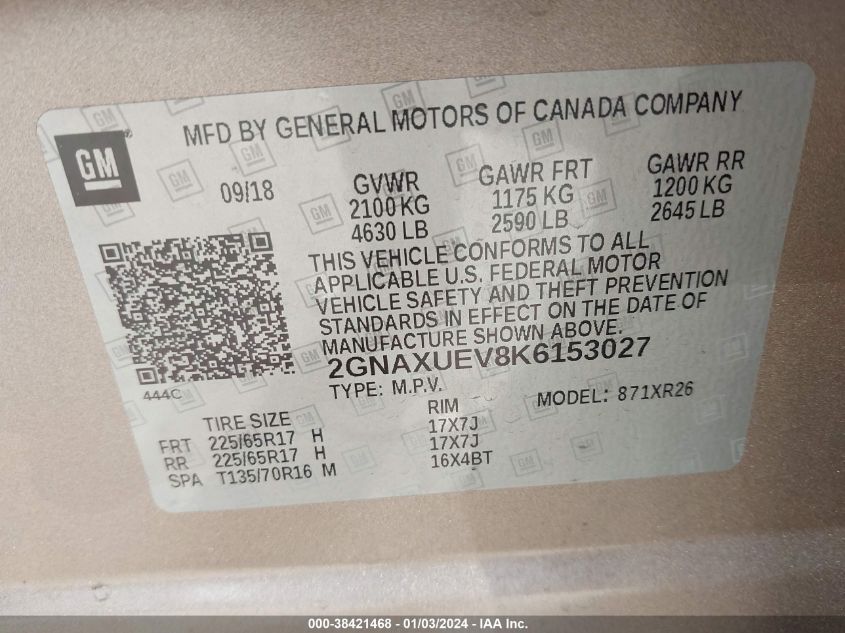 GM
MFD BY GENERAL MOTORS OF CANADA COMPANY
09/18
GVWR
2100 KG
4630 LB
GAWR FRT
1175 KG
2590 LB
GAWR RR
1200 KG
2645 LB
THIS VEHICLE CONFORMS TO ALL
APPLICABLE U.S. FEDERAL MOTOR
VEHICLE SAFETY AND THEFT PREVENTION
STANDARDS IN EFFECT ON THE DATE OF
MANUFACTURE SHOWN ABOVE.
2GNAXUEV8K6153027
444C
TYPE: M.P.V.
MODEL: 871XR26
TIRE SIZE RIM
FRT 225/65R17 H 17X7J
RR 225/65R17 H 17X7J
SPA T135/70R16 M 16X4BT
000-38421468 - 01/03/2024 - IAA Inc.